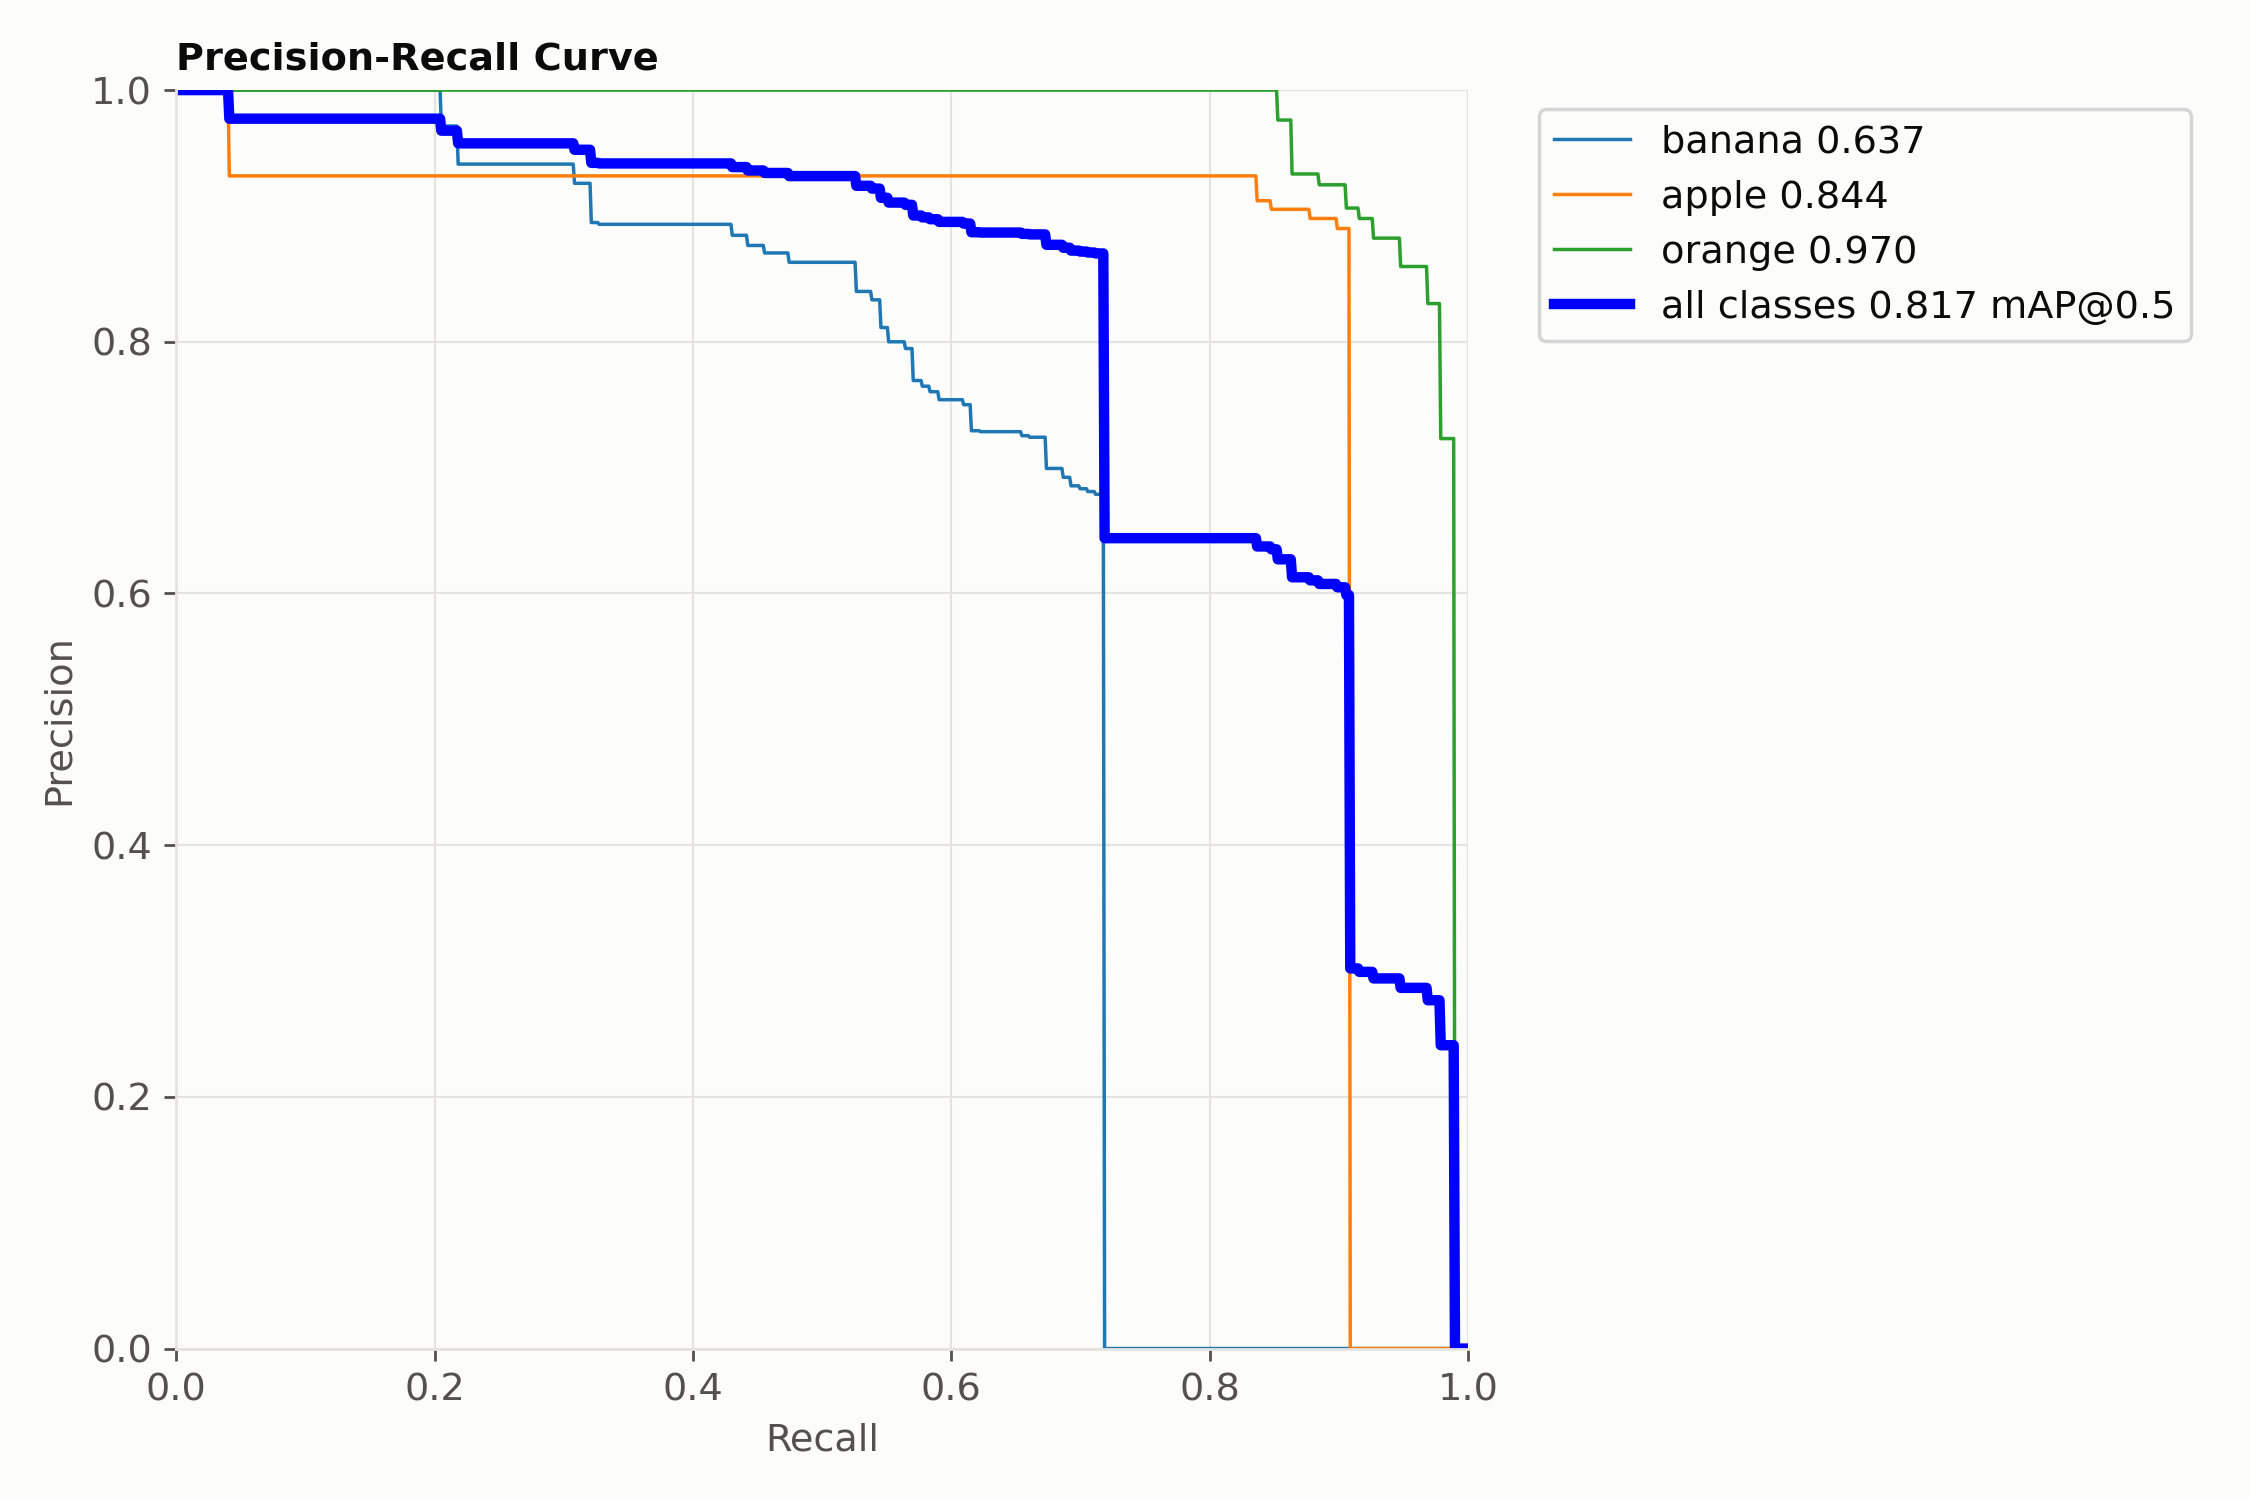 Precision-Recall Curve
1.0
0.8
0.6
0.4
0.2
0.0
Precision
0.0 0.2 0.4 0.6 0.8 1.0
Recall
banana 0.637
apple 0.844
orange 0.970
all classes 0.817 mAP@0.5